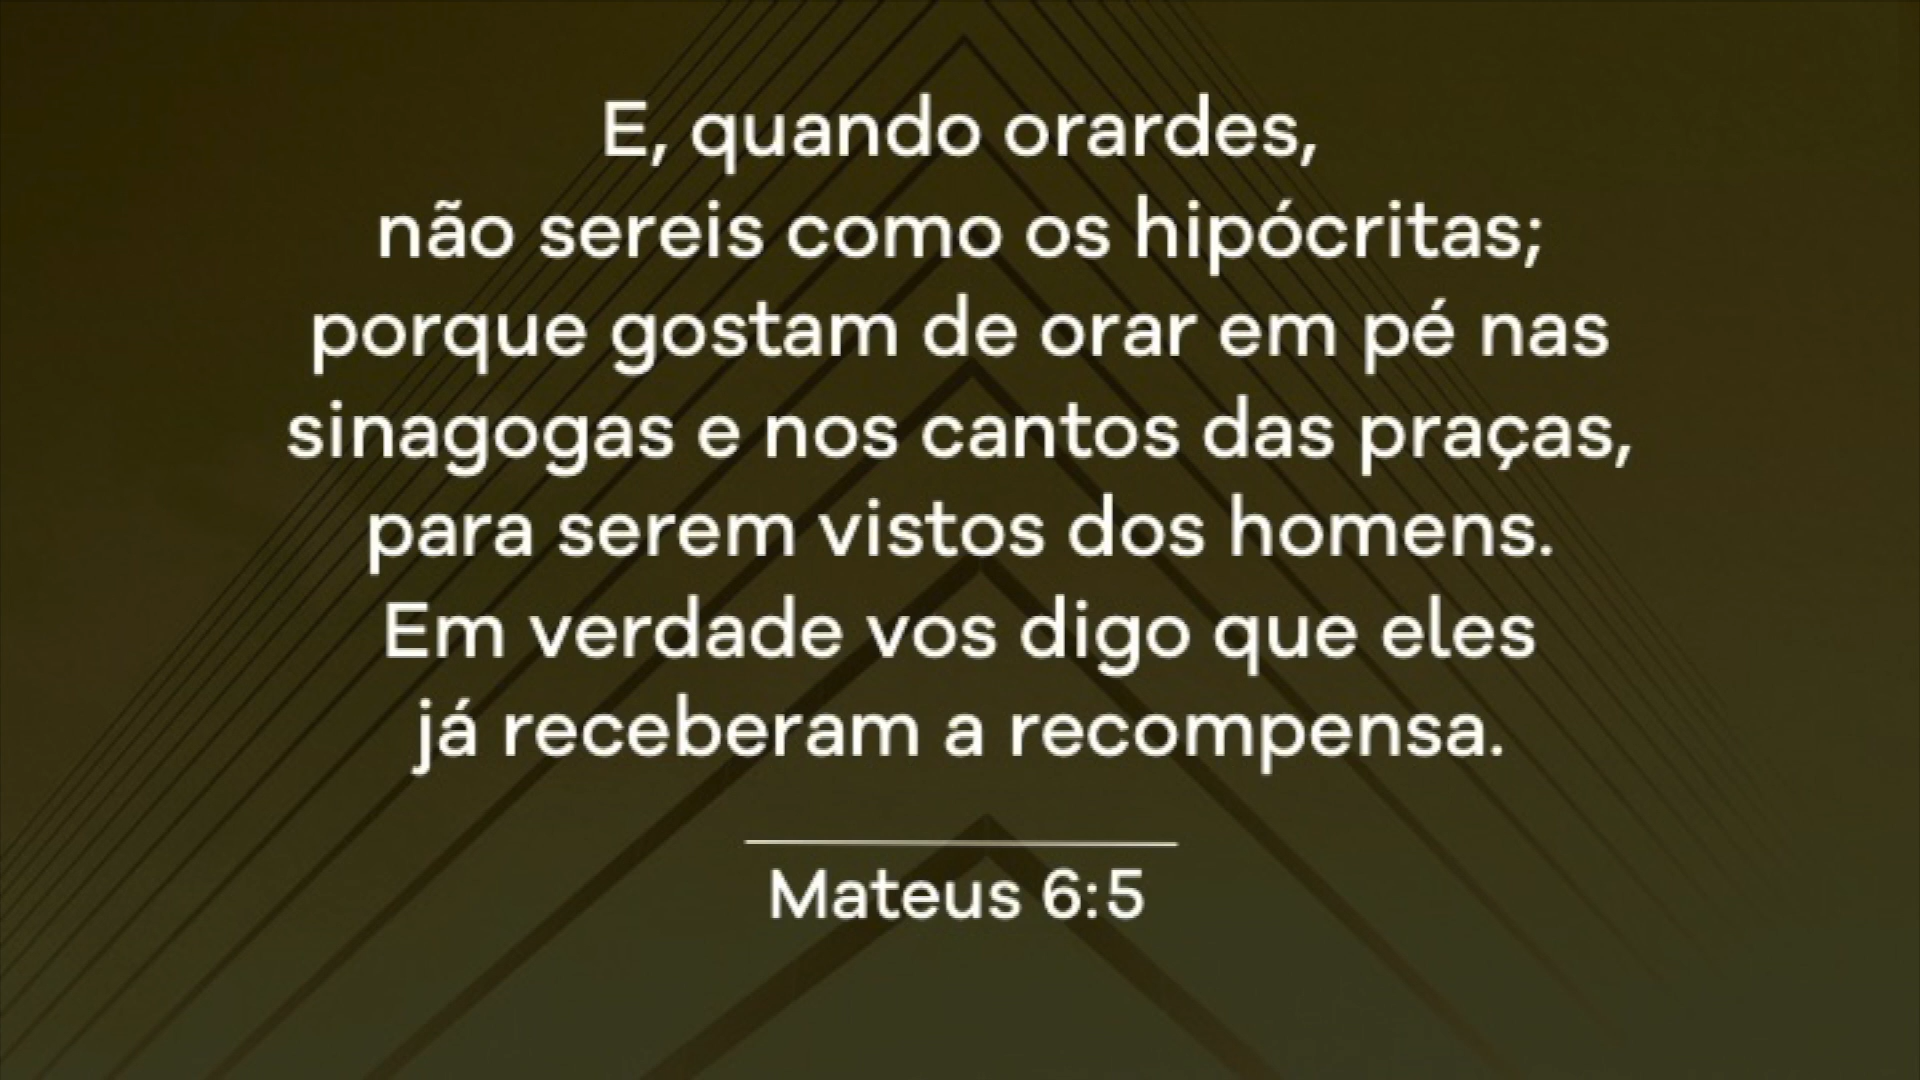 E, quando orardes,
não sereis como os hipócritas;
porque gostam de orar em pé nas
sinagogas e nos cantos das praças,
para serem vistos dos homens.
Em verdade vos digo que eles
já receberam a recompensa.
Mateus 6:5